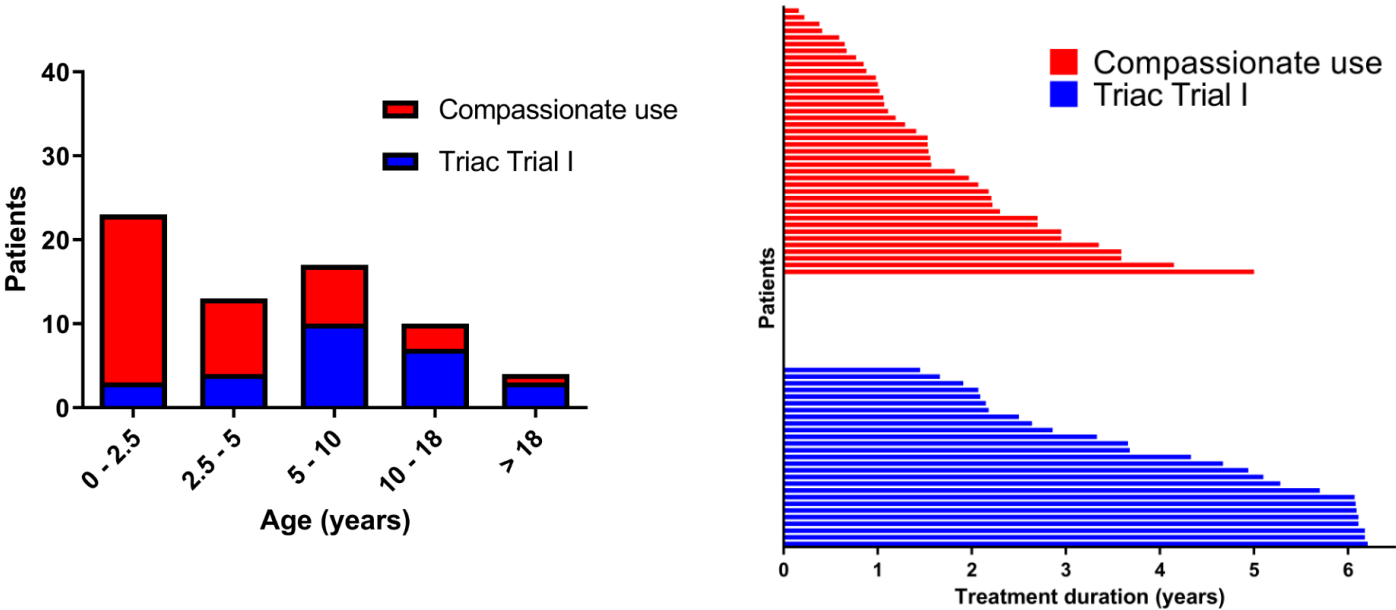 40
30
20
10
0
Patients
Compassionate use
Triac Trial I
0 - 2.5
2.5 - 5
5 - 10
10 - 18
> 18
Age (years)
Compassionate use
Triac Trial I
Patients
0 1 2 3 4 5 6
Treatment duration (years)